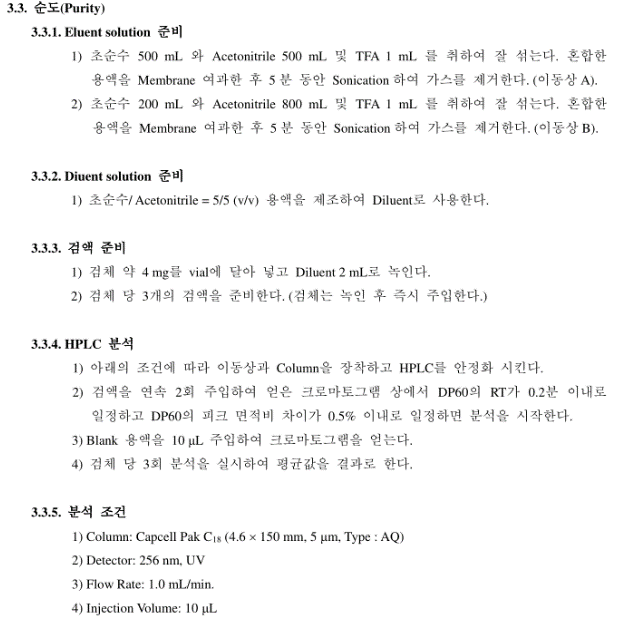 3.3. 순도(Purity)
3.3.1. Eluent solution 준비
1) 초순수 500 mL 와 Acetonitrile 500 mL 및 TFA 1 mL 를 취하여 잘 섞는다. 혼합한
용액을 Membrane 여과한 후 5 분 동안 Sonication 하여 가스를 제거한다. (이동상 A).
2) 초순수 200 mL 와 Acetonitrile 800 mL 및 TFA 1 mL 를 취하여 잘 섞는다. 혼합한
용액을 Membrane 여과한 후 5 분 동안 Sonication 하여 가스를 제거한다. (이동상 B).
3.3.2. Diuent solution 준비
1) 초순수/ Acetonitrile = 5/5 (v/v) 용액을 제조하여 Diluent로 사용한다.
3.3.3. 검액 준비
1) 검체 약 4 mg를 vial에 달아 넣고 Diluent 2 mL로 녹인다.
2) 검체 당 3개의 검액을 준비한다. (검체는 녹인 후 즉시 주입한다.)
3.3.4. HPLC 분석
1) 아래의 조건에 따라 이동상과 Column을 장착하고 HPLC를 안정화 시킨다.
2) 검액을 연속 2회 주입하여 얻은 크로마토그램 상에서 DP60의 RT가 0.2분 이내로
일정하고 DP60의 피크 면적비 차이가 0.5% 이내로 일정하면 분석을 시작한다.
3) Blank 용액을 10 μL 주입하여 크로마토그램을 얻는다.
4) 검체 당 3회 분석을 실시하여 평균값을 결과로 한다.
3.3.5. 분석 조건
1) Column: Capcell Pak C18 (4.6 × 150 mm, 5 μm, Type : AQ)
2) Detector: 256 nm, UV
3) Flow Rate: 1.0 mL/min.
4) Injection Volume: 10 μL